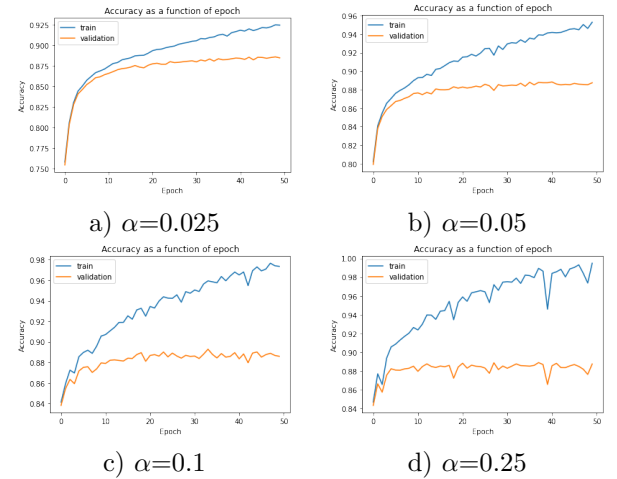 Accuracy as a function of epoch
train
validation
0.925
0.900
0.875
0.850
0.825
0.800
0.775
0.750
Accuracy
0 10 20 30 40 50
Epoch
a) α=0.025
Accuracy as a function of epoch
train
validation
0.96
0.94
0.92
0.90
0.88
0.86
0.84
0.82
0.80
Accuracy
0 10 20 30 40 50
Epoch
b) α=0.05
Accuracy as a function of epoch
train
validation
0.98
0.96
0.94
0.92
0.90
0.88
0.86
0.84
Accuracy
0 10 20 30 40 50
Epoch
c) α=0.1
Accuracy as a function of epoch
train
validation
1.00
0.98
0.96
0.94
0.92
0.90
0.88
0.86
0.84
Accuracy
0 10 20 30 40 50
Epoch
d) α=0.25